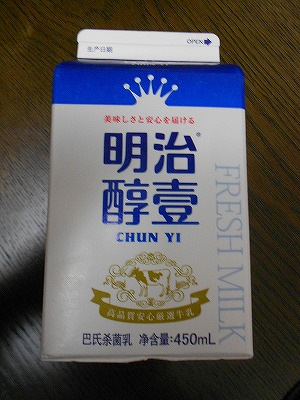 OPEN
生产日期
美味しさと安心を届ける
明治®
醇壹
CHUN YI
FRESH MILK
高品質安心厳選牛乳
巴氏杀菌乳 净含量:450mL